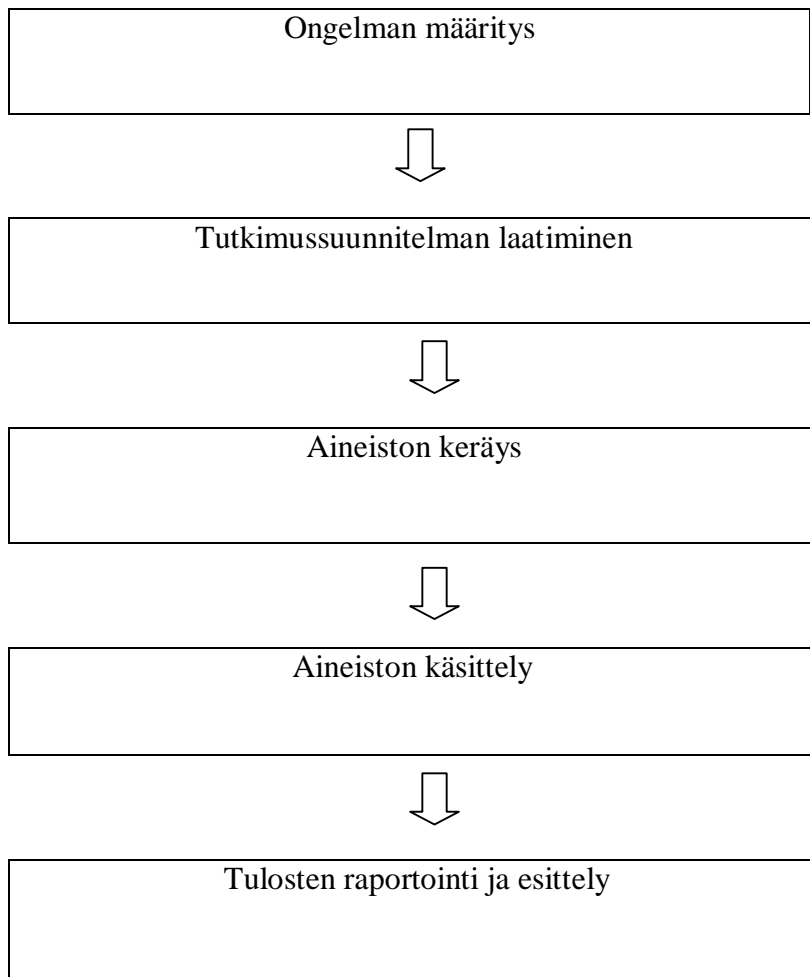 Ongelman määritys
Tutkimussuunnitelman laatiminen
Aineiston keräys
Aineiston käsittely
Tulosten raportointi ja esittely